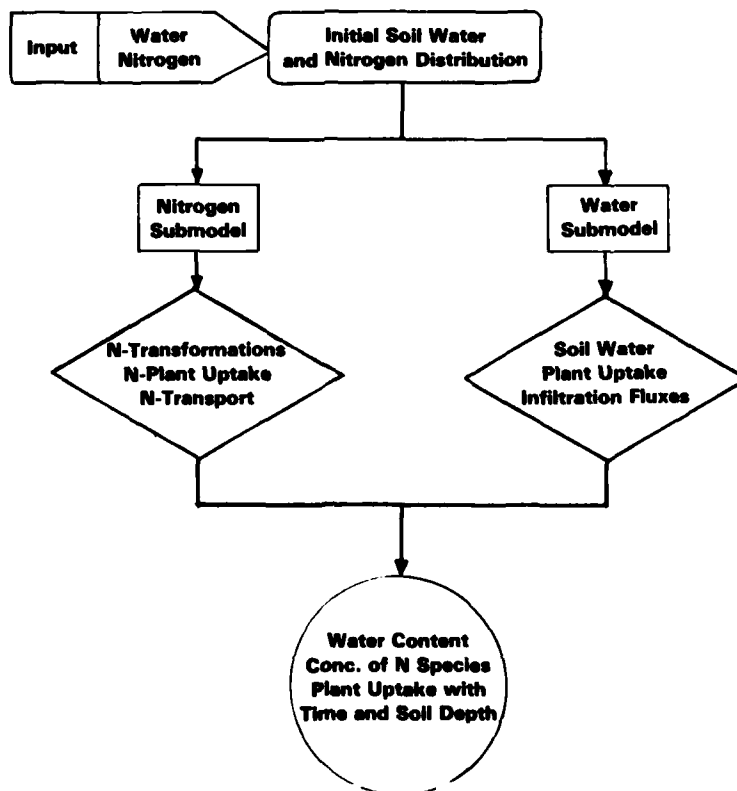 Input
Water
Nitrogen
Initial Soil Water
and Nitrogen Distribution
Nitrogen
Submodel
Water
Submodel
N-Transformations
N-Plant Uptake
N-Transport
Soil Water
Plant Uptake
Infiltration Fluxes
Water Content
Conc. of N Species
Plant Uptake with
Time and Soil Depth